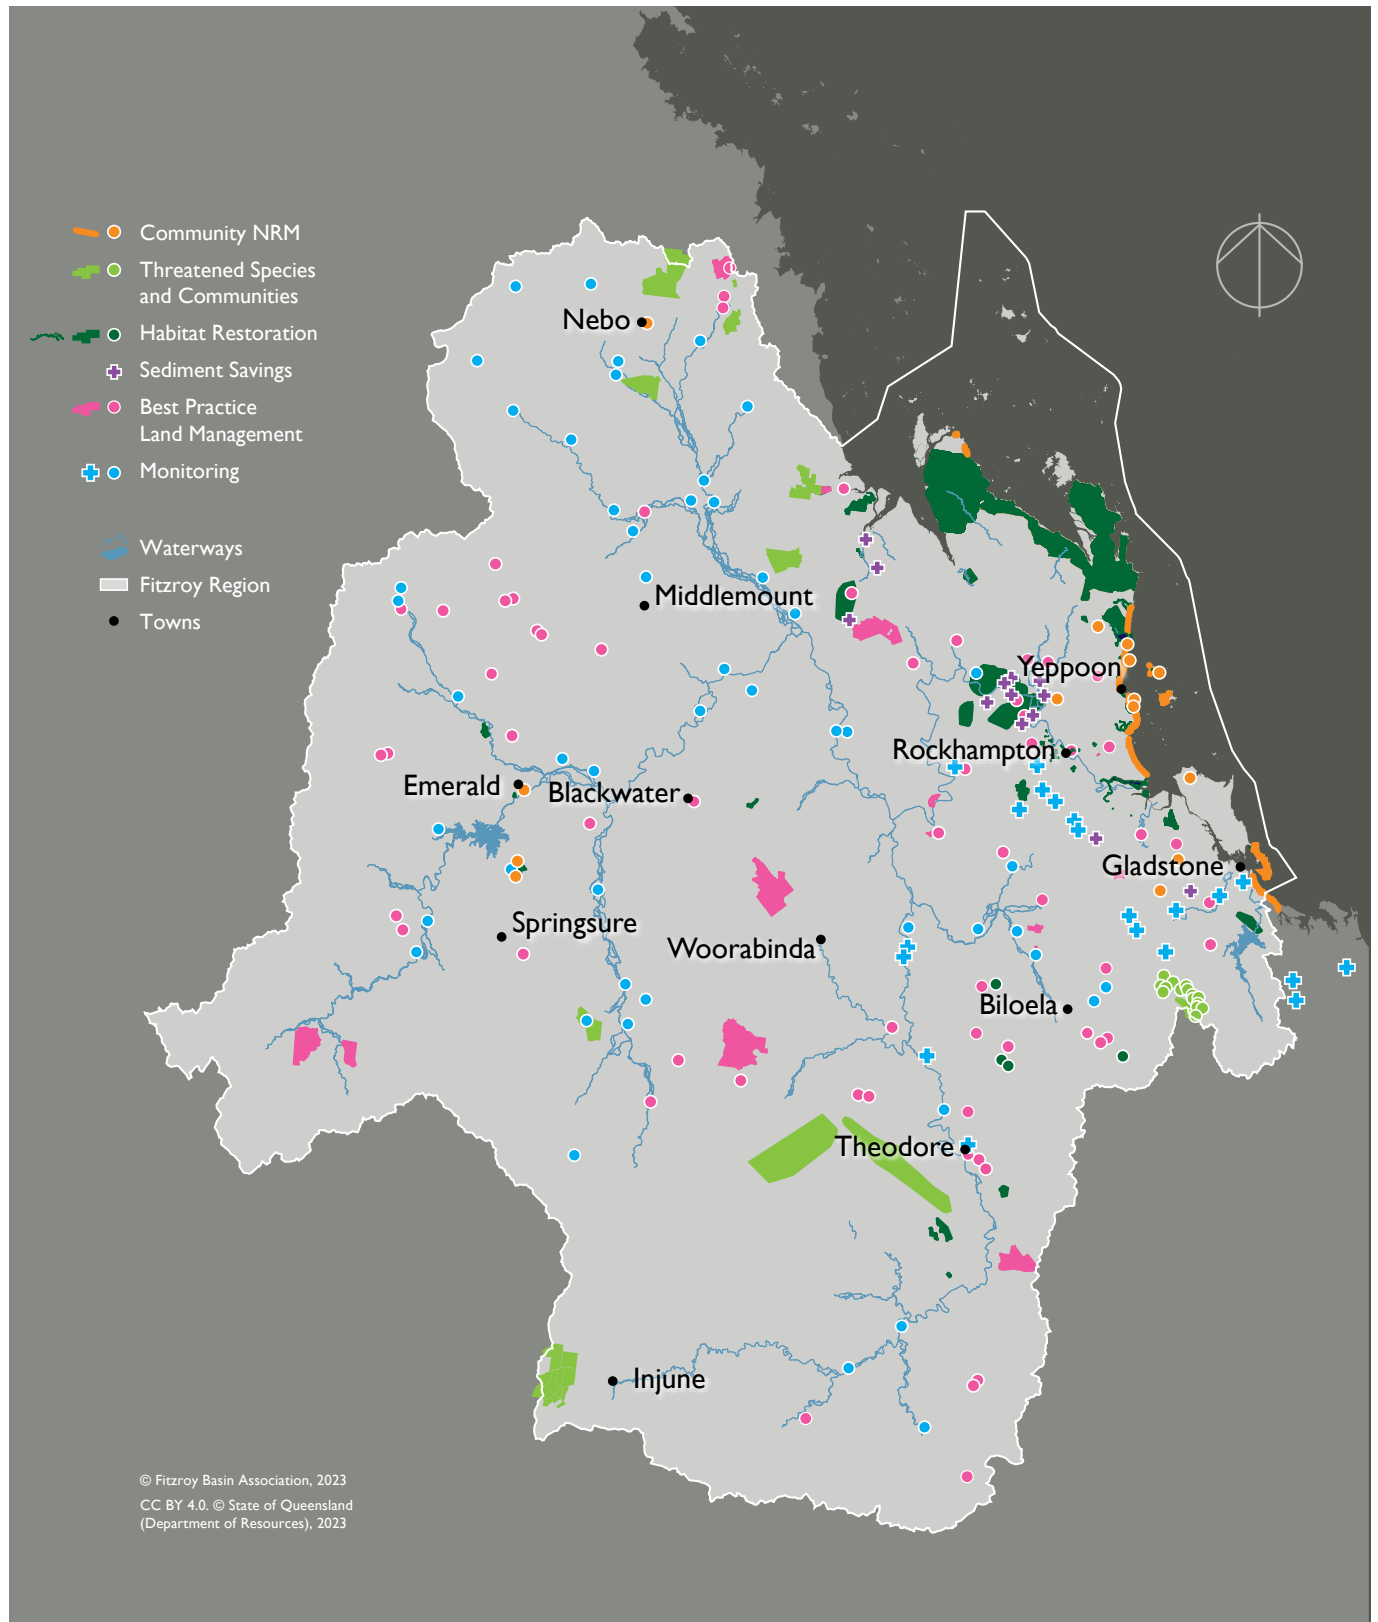 Community NRM
Threatened Species
and Communities
Habitat Restoration
Sediment Savings
Best Practice
Land Management
Monitoring
Waterways
Fitzroy Region
Towns
Nebo
Middlemount
Yeppoon
Rockhampton
Emerald
Blackwater
Gladstone
Springsure
Woorabinda
Biloela
Theodore
Injune
© Fitzroy Basin Association, 2023
CC BY 4.0. © State of Queensland
(Department of Resources), 2023